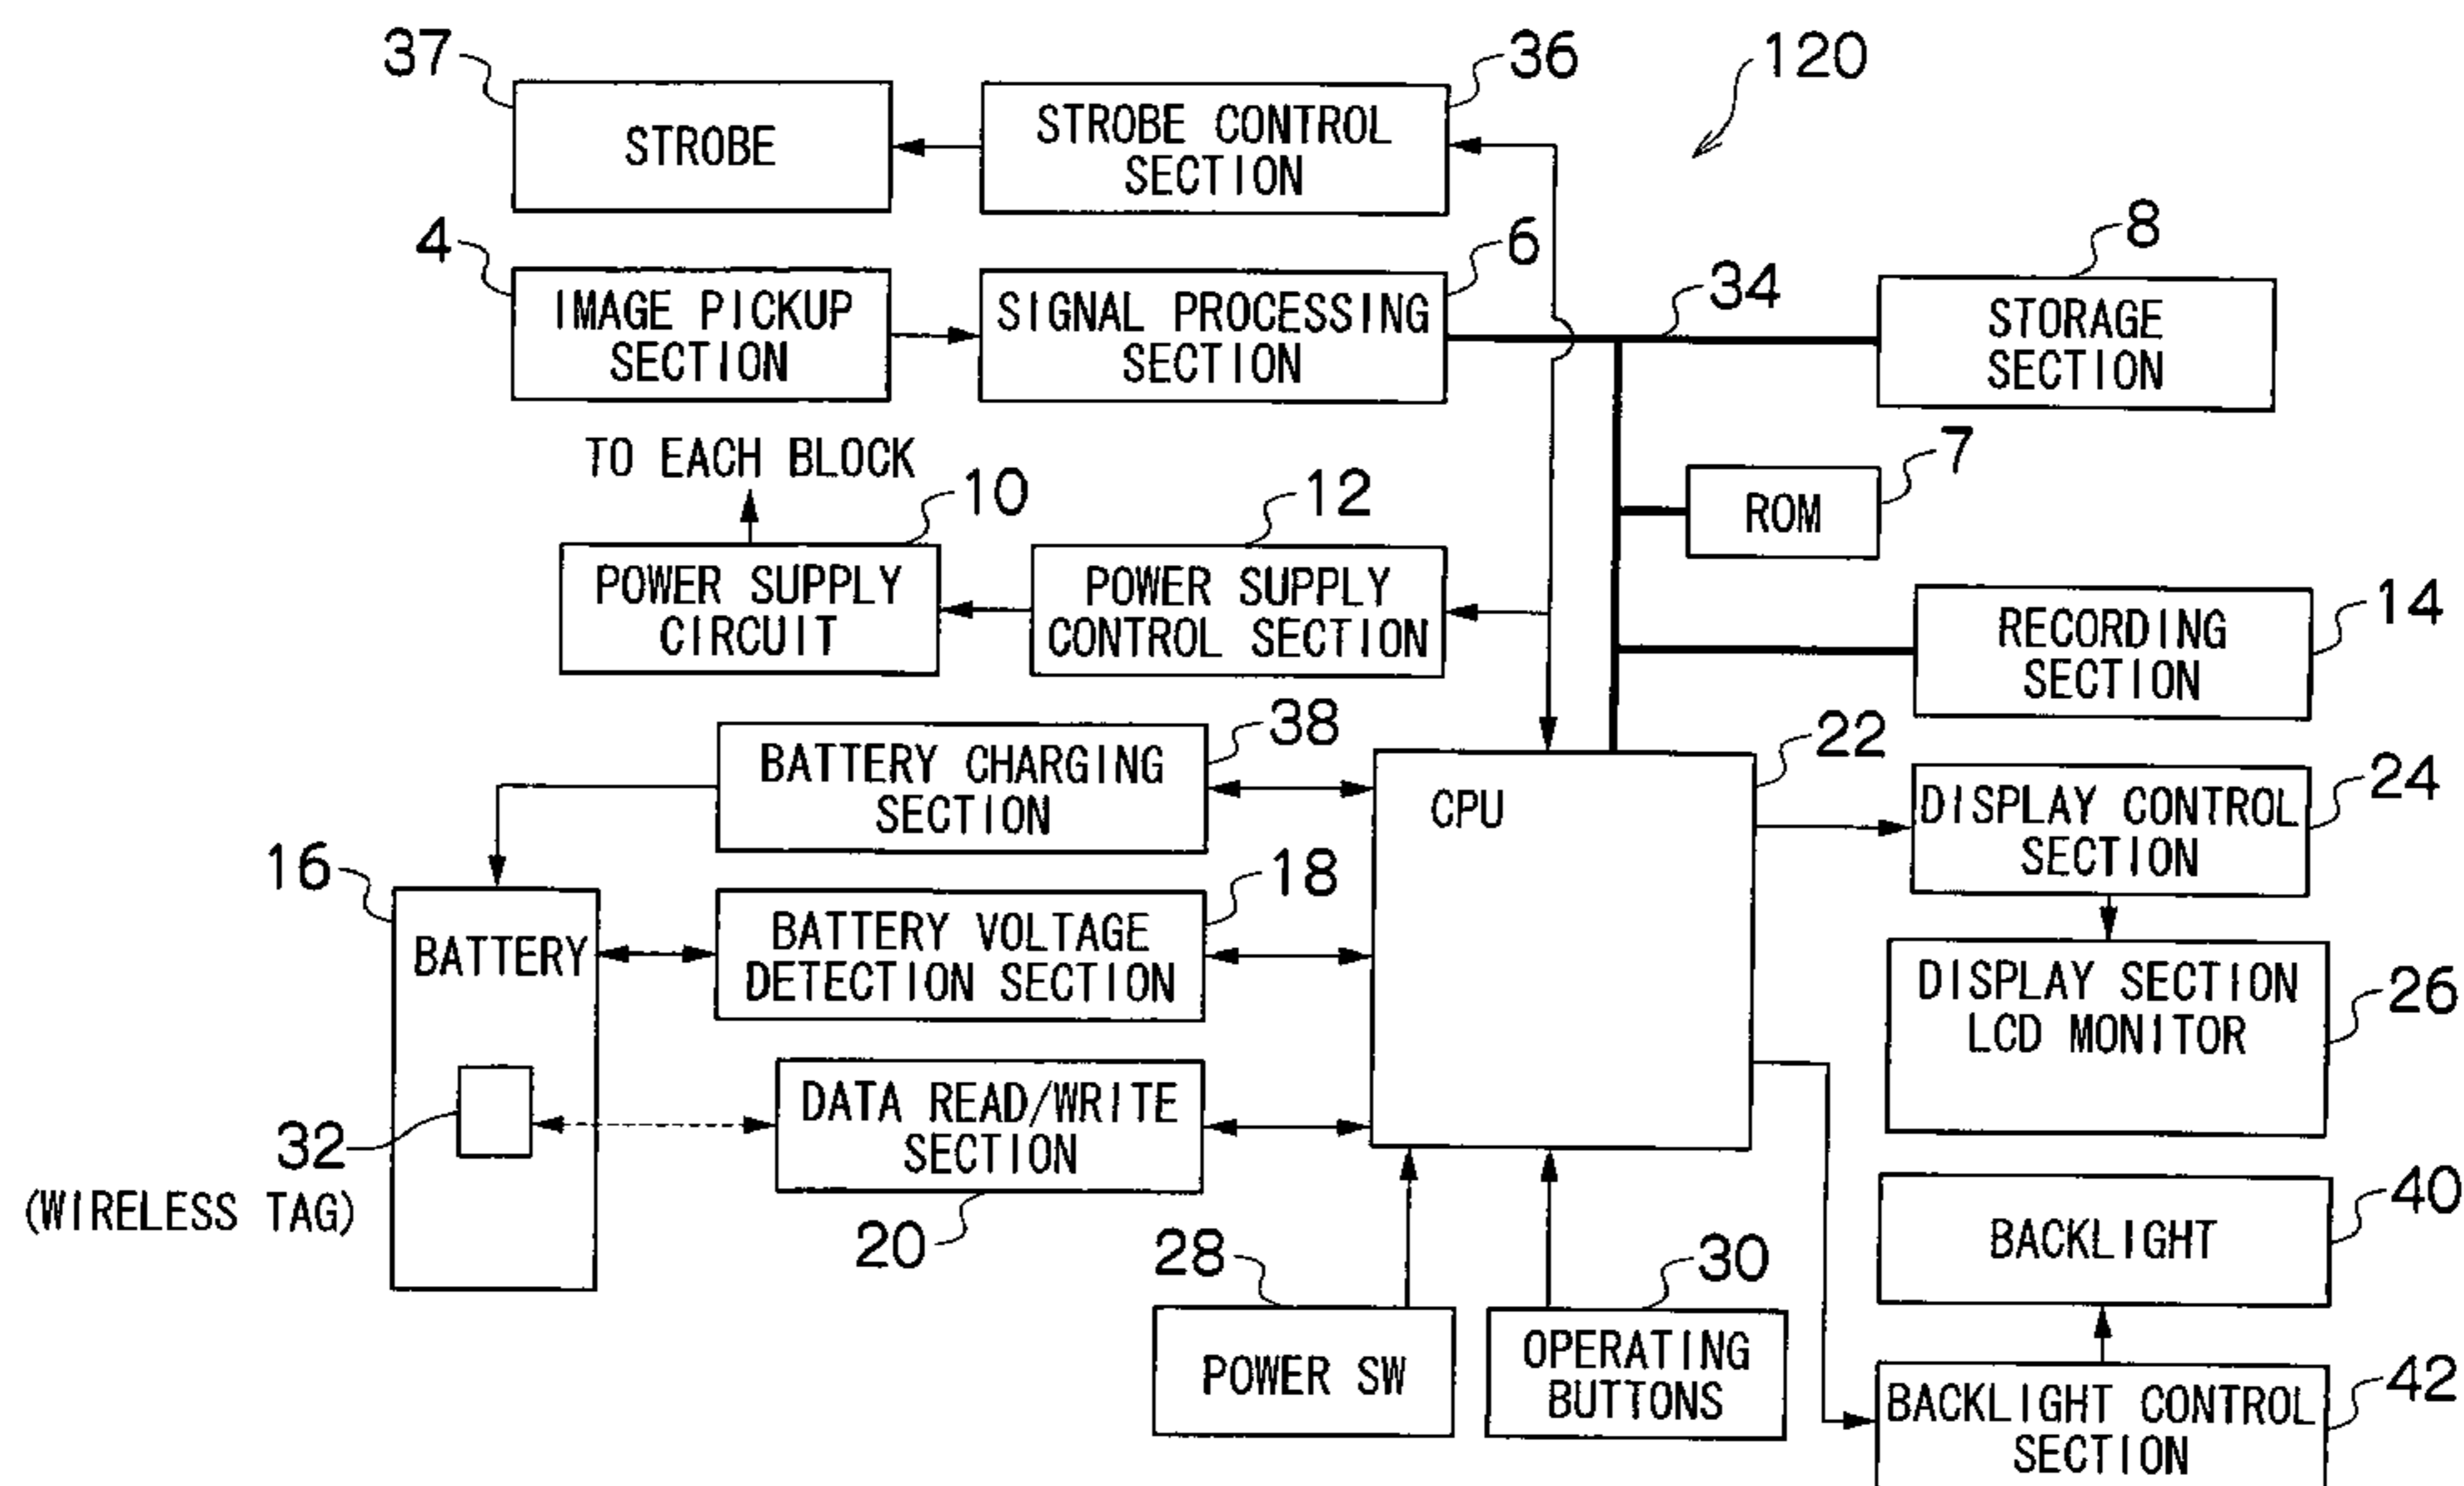 37
STROBE
STROBE CONTROL
SECTION
36
120
4
IMAGE PICKUP
SECTION
SIGNAL PROCESSING
SECTION
6
34
8
STORAGE
SECTION
TO EACH BLOCK
10
POWER SUPPLY
CIRCUIT
12
POWER SUPPLY
CONTROL SECTION
ROM
7
RECORDING
SECTION
14
BATTERY CHARGING
SECTION
38
CPU
22
DISPLAY CONTROL
SECTION
24
16
BATTERY
BATTERY VOLTAGE
DETECTION SECTION
18
DISPLAY SECTION
LCD MONITOR
26
32
(WIRELESS TAG)
DATA READ/WRITE
SECTION
20
28
POWER SW
30
OPERATING
BUTTONS
BACKLIGHT
40
BACKLIGHT CONTROL
SECTION
42